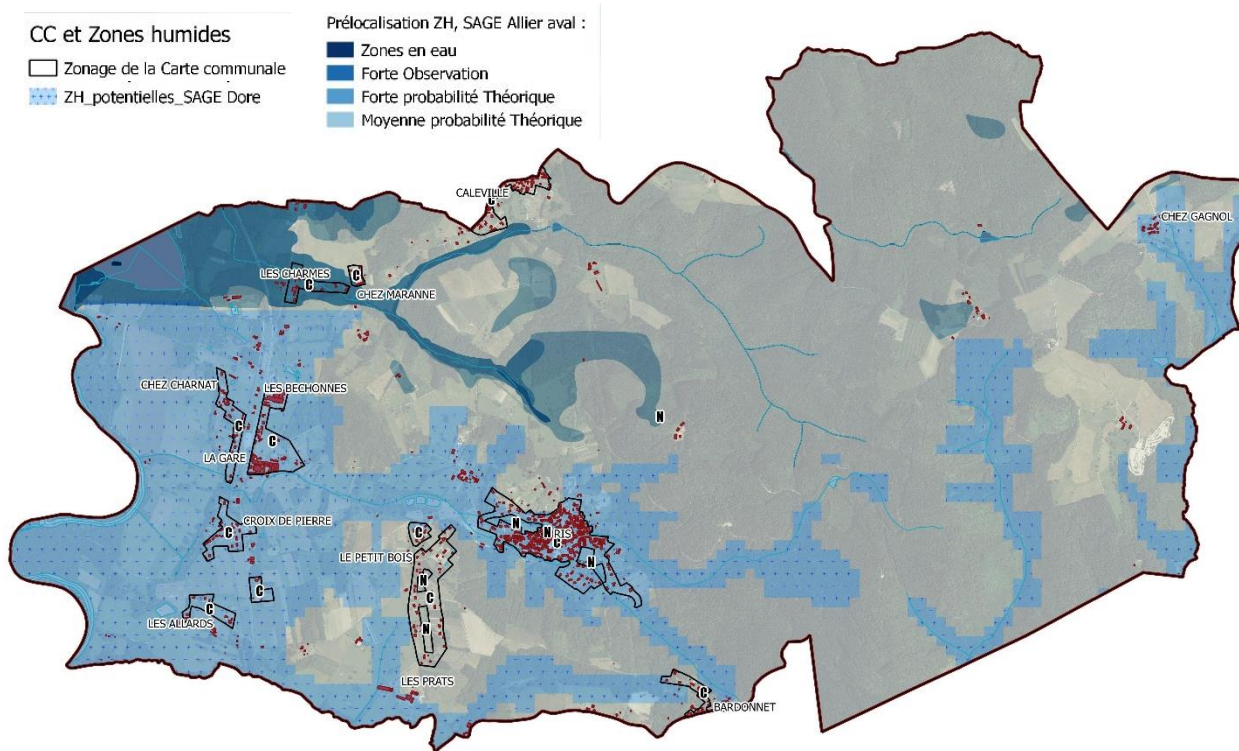 CC et Zones humides
Zonage de la Carte communale
ZH_potentielles_SAGE Dore
Prélocalisation ZH, SAGE Allier aval :
Zones en eau
Forte Observation
Forte probabilité Théorique
Moyenne probabilité Théorique
CALEVILLE
C
CHEZ GAGNOL
LES CHARMES
C
C
CHEZ MARANNE
CHEZ CHARNAT
LES BECHONNES
C
C
N
LA GARE
CROIX DE PIERRE
C
C
LE PETIT BOIS
N
N
RIS
C
N
N
C
C
N
C
LES ALLARDS
LES PRATS
C
BARDONNET